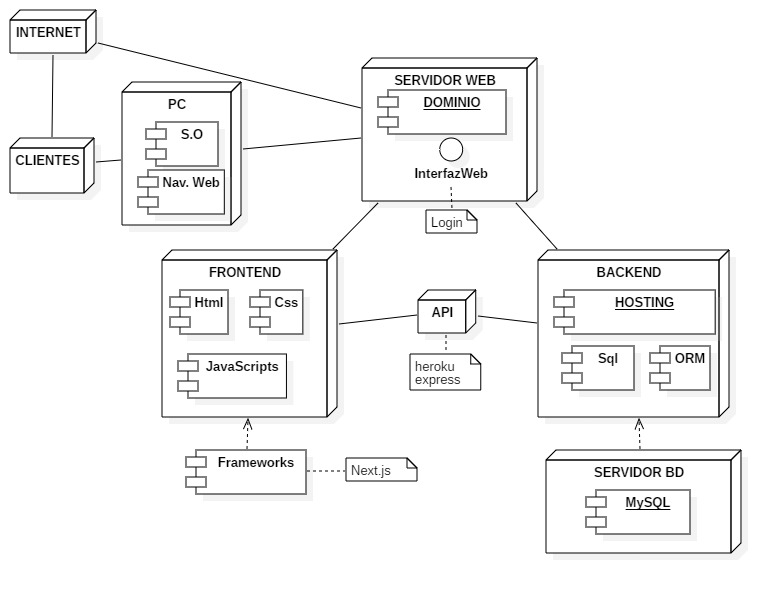 INTERNET
SERVIDOR WEB
DOMINIO
PC
S.O
CLIENTES
InterfazWeb
Nav. Web
Login
FRONTEND
BACKEND
Html
Css
API
HOSTING
JavaScripts
heroku
express
Sql
ORM
Frameworks
Next.js
SERVIDOR BD
MySQL